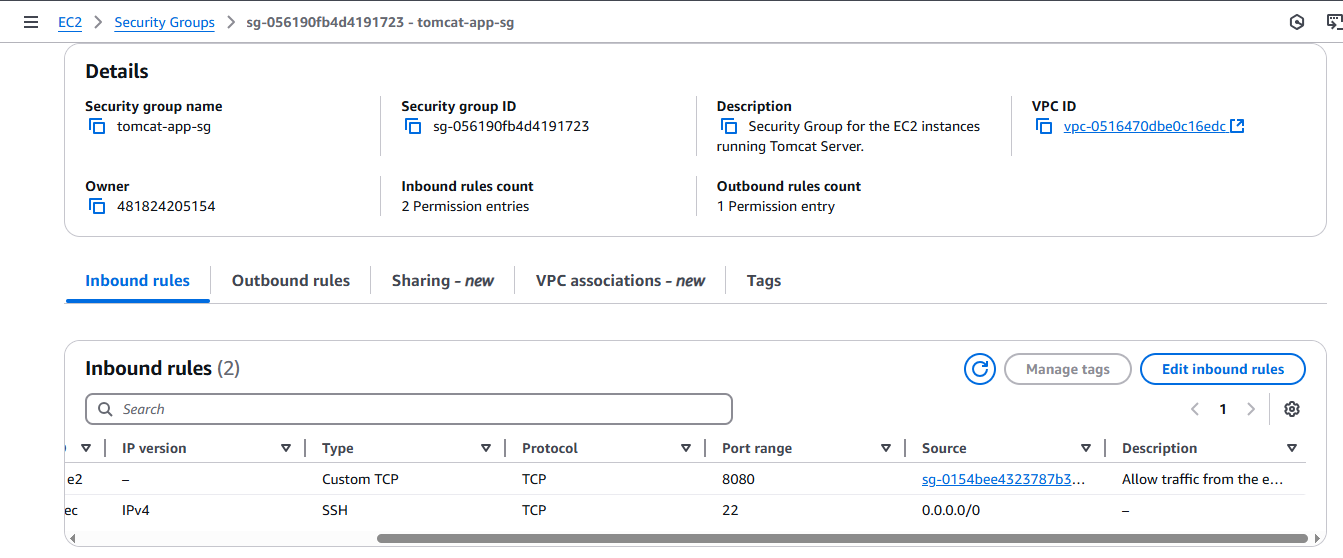 EC2 > Security Groups > sg-056190fb4d4191723 - tomcat-app-sg
Details
Security group name
tomcat-app-sg
Security group ID
sg-056190fb4d4191723
Description
Security Group for the EC2 instances
running Tomcat Server.
VPC ID
vpc-0516470dbe0c16edc
Owner
481824205154
Inbound rules count
2 Permission entries
Outbound rules count
1 Permission entry
Inbound rules Outbound rules Sharing - new VPC associations - new Tags
Inbound rules (2)
Manage tags Edit inbound rules
Search
1
IP version Type Protocol Port range Source Description
e2 – Custom TCP TCP 8080 sg-0154bee4323787b3... Allow traffic from the e...
ec IPv4 SSH TCP 22 0.0.0.0/0 –